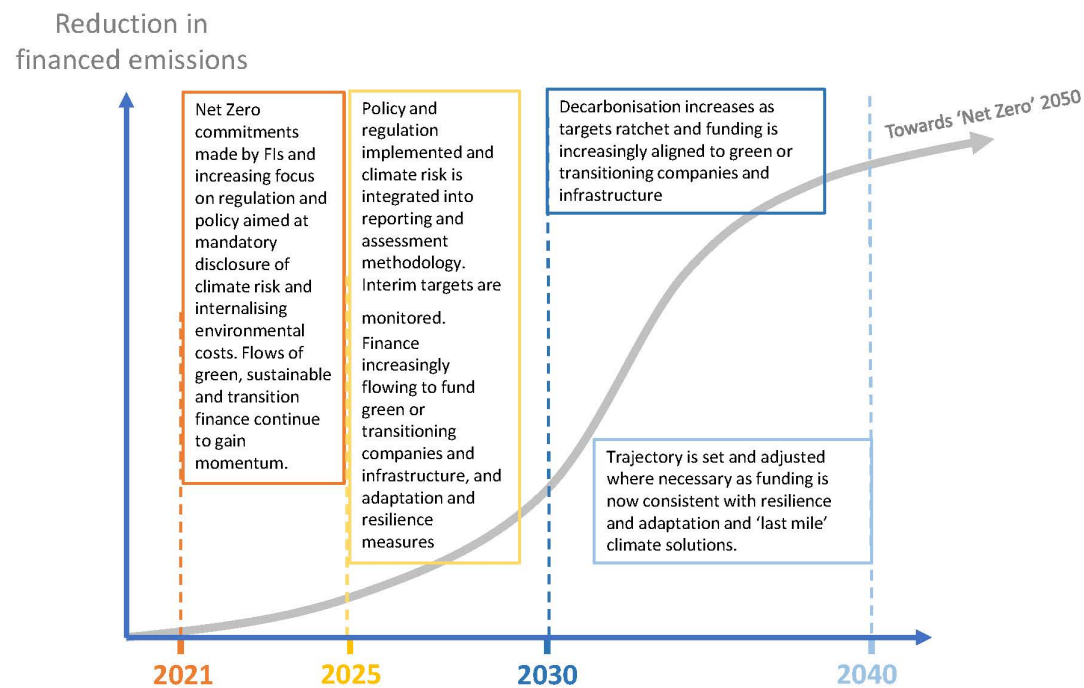 Reduction in
financed emissions
Net Zero
commitments
made by FIs and
increasing focus
on regulation and
policy aimed at
mandatory
disclosure of
climate risk and
internalising
environmental
costs. Flows of
green, sustainable
and transition
finance continue
to gain
momentum.
Policy and
regulation
implemented and
climate risk is
integrated into
reporting and
assessment
methodology.
Interim targets are
monitored.
Finance
increasingly
flowing to fund
green or
transitioning
companies and
infrastructure, and
adaptation and
resilience
measures
Decarbonisation increases as
targets ratchet and funding is
increasingly aligned to green or
transitioning companies and
infrastructure
Towards ‘Net Zero’ 2050
Trajectory is set and adjusted
where necessary as funding is
now consistent with resilience
and adaptation and ‘last mile’
climate solutions.
2021
2025
2030
2040